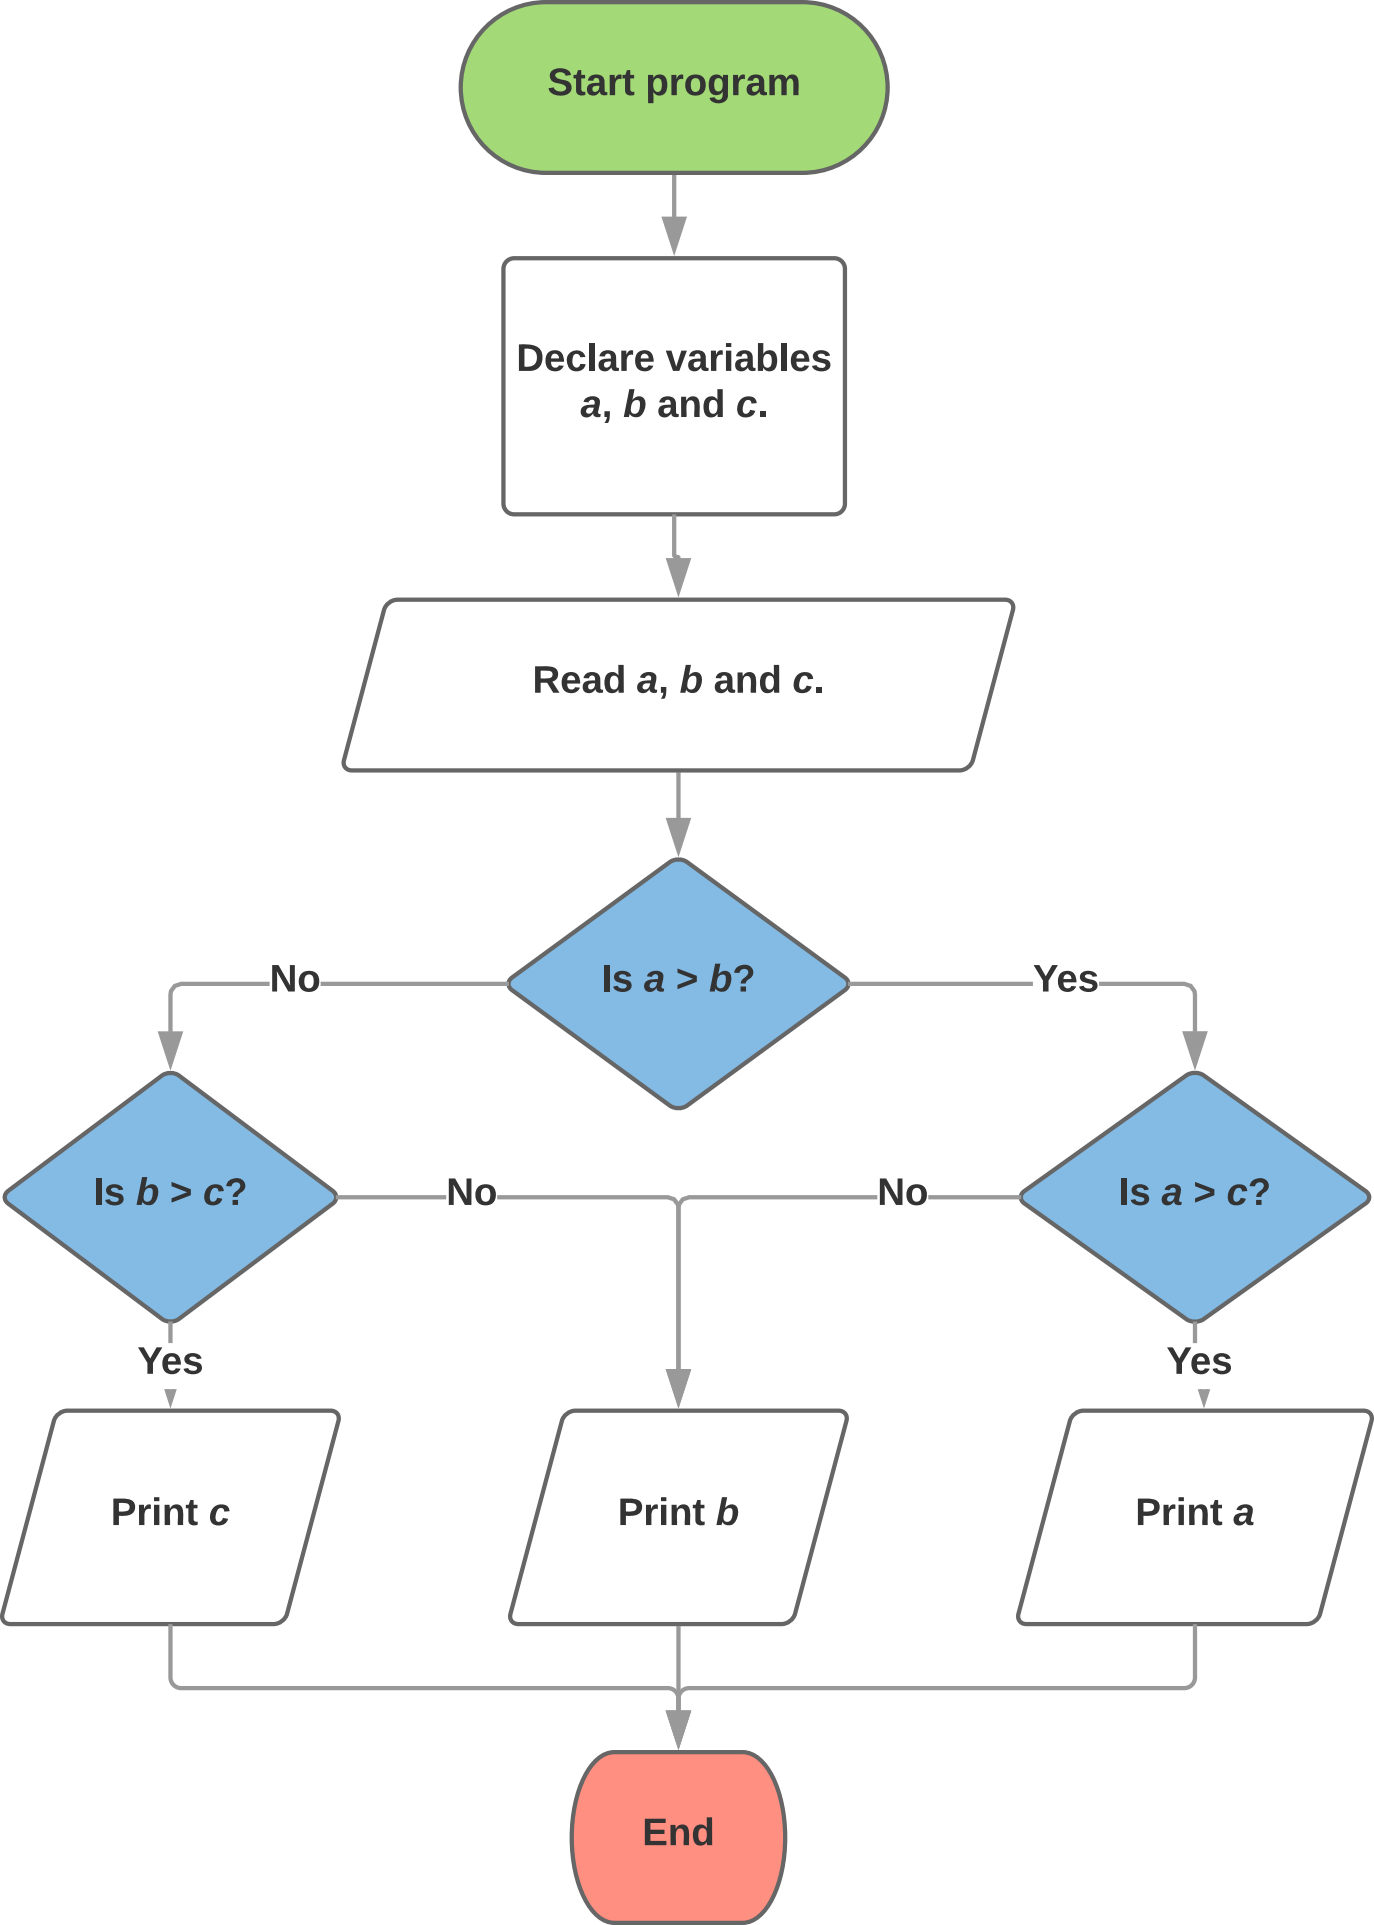 Start program
Declare variables
a, b and c.
Read a, b and c.
Is a > b?
No
Yes
Is b > c?
No
No
Is a > c?
Yes
Yes
Print c
Print b
Print a
End